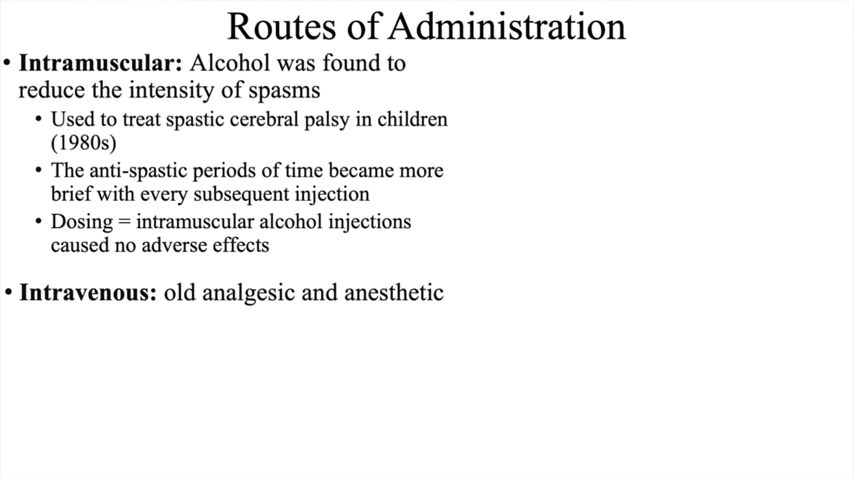 Routes of Administration
• Intramuscular: Alcohol was found to
reduce the intensity of spasms
• Used to treat spastic cerebral palsy in children
(1980s)
• The anti-spastic periods of time became more
brief with every subsequent injection
• Dosing = intramuscular alcohol injections
caused no adverse effects
• Intravenous: old analgesic and anesthetic